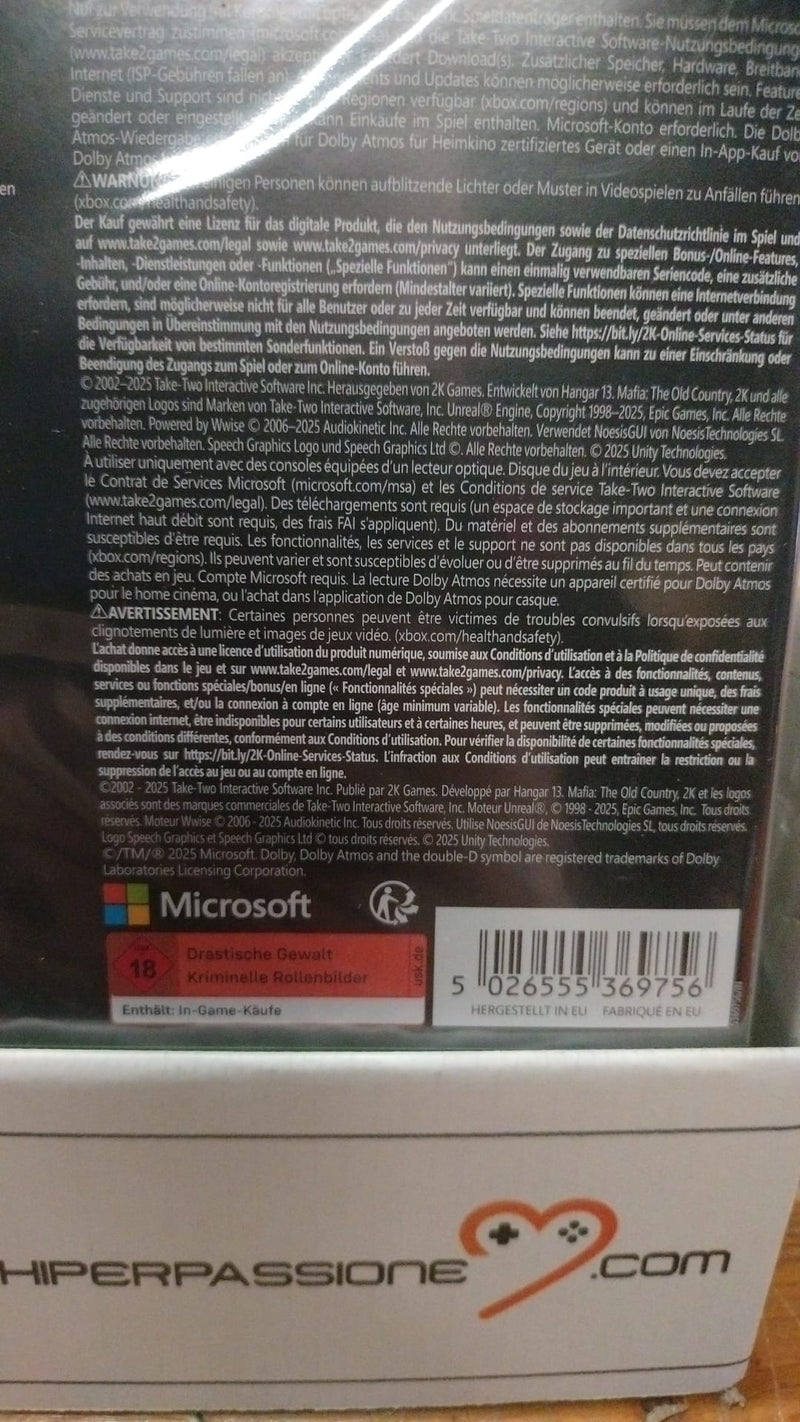 Nur zur Verwendung
Spieldatenträger enthalten. Sie müssen dem Microso
Servicevertrag zustimmen (microsoft.co die Take Two Interactive Software-Nutzungsbedingung
(www.take2games.com/legal) akzept dert Download(s). Zusätzlicher Speicher, Hardware, Breitban
Internet (ISP-Gebühren fallen an) nts und Updates können möglicherweise erforderlich sein. Feature
Dienste und Support sind nich Regionen verfügbar (xbox.com/regions) und können im Laufe der Ze
geändert oder eingestell ann Einkäufe im Spiel enthalten. Microsoft-Konto erforderlich. Die Dolb
Atmos-Wiedergabe für Dolby Atmos für Heimkino zertifiziertes Gerät oder einen In-App-Kauf vo
Dolby Atmo
en
⚠WARNU einigen Personen können aufblitzende Lichter oder Muster in Videospielen zu Anfällen führen
(xbox.com/healthandsafety).
Der Kauf gewährt eine Lizenz für das digitale Produkt, die den Nutzungsbedingungen sowie der Datenschutzrichtlinie im Spiel und
auf www.take2games.com/legal sowie www.take2games.com/privacy unterliegt. Der Zugang zu speziellen Bonus-/Online-Features,
-Inhalten, -Dienstleistungen oder -Funktionen („Spezielle Funktionen“) kann einen einmalig verwendbaren Seriencode, eine zusätzliche
Gebühr, und/oder eine Online-Kontoregistrierung erfordern (Mindestalter variiert). Spezielle Funktionen können eine Internetverbindung
erfordern, sind möglicherweise nicht für alle Benutzer oder zu jeder Zeit verfügbar und können beendet, geändert oder unter anderen
Bedingungen in Übereinstimmung mit den Nutzungsbedingungen angeboten werden. Siehe https://bit.ly/2K-Online-Services-Status für
die Verfügbarkeit von bestimmten Sonderfunktionen. Ein Verstoß gegen die Nutzungsbedingungen kann zu einer Einschränkung oder
Beendigung des Zugangs zum Spiel oder zum Online-Konto führen.
© 2002–2025 Take-Two Interactive Software Inc. Herausgegeben von 2K Games. Entwickelt von Hangar 13. Mafia: The Old Country, 2K und alle
zugehörigen Logos sind Marken von Take-Two Interactive Software, Inc. Unreal® Engine, Copyright 1998–2025, Epic Games, Inc. Alle Rechte
vorbehalten. Powered by Wwise © 2006–2025 Audiokinetic Inc. Alle Rechte vorbehalten. Verwendet NoesisGUI von NoesisTechnologies SL.
Alle Rechte vorbehalten. Speech Graphics Logo und Speech Graphics Ltd ©. Alle Rechte vorbehalten. © 2025 Unity Technologies.
À utiliser uniquement avec des consoles équipées d'un lecteur optique. Disque du jeu à l'intérieur. Vous devez accepter
le Contrat de Services Microsoft (microsoft.com/msa) et les Conditions de service Take-Two Interactive Software
(www.take2games.com/legal). Des téléchargements sont requis (un espace de stockage important et une connexion
Internet haut débit sont requis, des frais FAI s'appliquent). Du matériel et des abonnements supplémentaires sont
susceptibles d'être requis. Les fonctionnalités, les services et le support ne sont pas disponibles dans tous les pays
(xbox.com/regions). Ils peuvent varier et sont susceptibles d'évoluer ou d'être supprimés au fil du temps. Peut contenir
des achats en jeu. Compte Microsoft requis. La lecture Dolby Atmos nécessite un appareil certifié pour Dolby Atmos
pour le home cinéma, ou l'achat dans l'application de Dolby Atmos pour casque.
⚠AVERTISSEMENT: Certaines personnes peuvent être victimes de troubles convulsifs lorsqu'exposées aux
clignotements de lumière et images de jeux vidéo. (xbox.com/healthandsafety).
L'achat donne accès à une licence d'utilisation du produit numérique, soumise aux Conditions d'utilisation et à la Politique de confidentialité
disponibles dans le jeu et sur www.take2games.com/legal et www.take2games.com/privacy. L'accès à des fonctionnalités, contenus,
services ou fonctions spéciales/bonus/en ligne (« Fonctionnalités spéciales ») peut nécessiter un code produit à usage unique, des frais
supplémentaires, et/ou la connexion à compte en ligne (âge minimum variable). Les fonctionnalités spéciales peuvent nécessiter une
connexion internet, être indisponibles pour certains utilisateurs et à certaines heures, et peuvent être supprimées, modifiées ou proposées
à des conditions différentes, conformément aux Conditions d'utilisation. Pour vérifier la disponibilité de certaines fonctionnalités spéciales,
rendez-vous sur https://bit.ly/2K-Online-Services-Status. L'infraction aux Conditions d'utilisation peut entraîner la restriction ou la
suppression de l'accès au jeu ou au compte en ligne.
©2002 - 2025 Take-Two Interactive Software Inc. Publié par 2K Games. Développé par Hangar 13. Mafia: The Old Country, 2K et les logos
associés sont des marques commerciales de Take-Two Interactive Software, Inc. Moteur Unreal®, © 1998 - 2025, Epic Games, Inc. Tous droits
réservés. Moteur Wwise © 2006 - 2025 Audiokinetic Inc. Tous droits réservés. Utilise NoesisGUI de NoesisTechnologies SL, tous droits réservés.
Logo Speech Graphics et Speech Graphics Ltd © tous droits réservés. © 2025 Unity Technologies.
©/TM/® 2025 Microsoft. Dolby, Dolby Atmos and the double-D symbol are registered trademarks of Dolby
Laboratories Licensing Corporation.
Microsoft
18
Drastische Gewalt
Kriminelle Rollenbilder
usk.de
Enthält: In-Game-Käufe
5 026555 369756
HERGESTELLT IN EU FABRIQUÉ EN EU
HIPERPASSIONE.COM